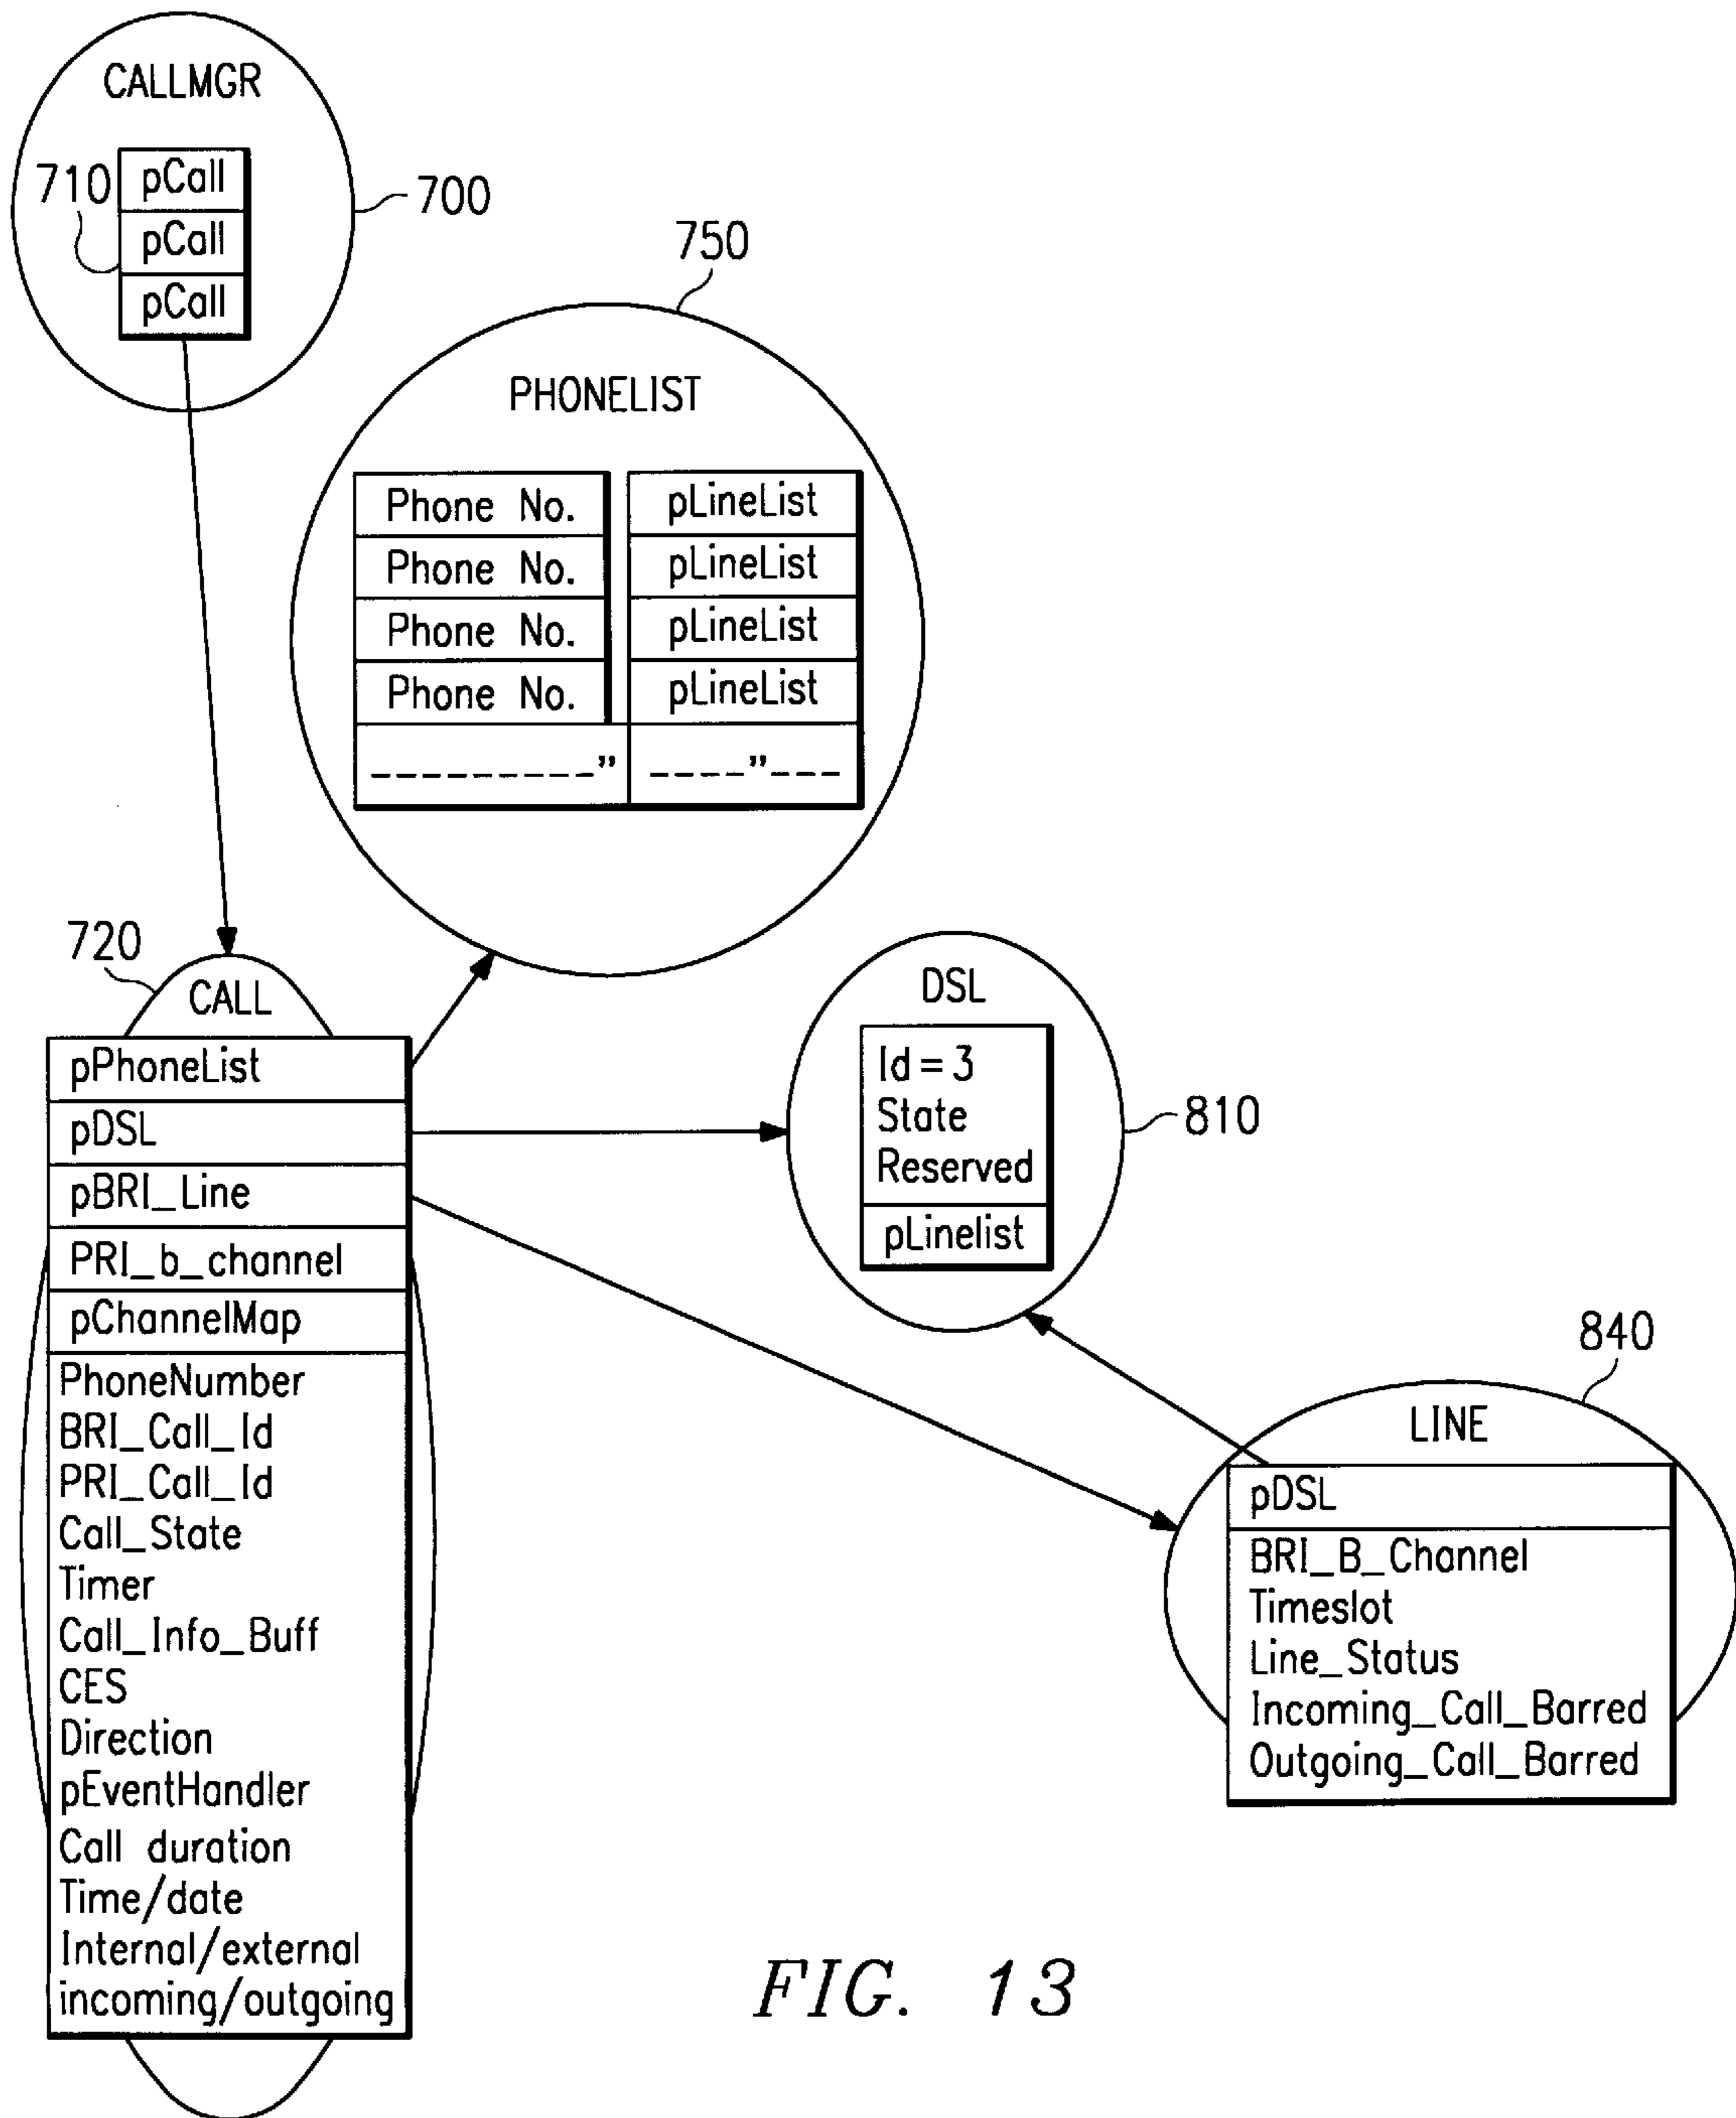 CALLMGR
710
pCall
pCall
pCall
700
750
PHONELIST
Phone No. pLineList
Phone No. pLineList
Phone No. pLineList
Phone No. pLineList
----------" ----"---
720
CALL
pPhoneList
pDSL
pBRI_Line
PRI_b_channel
pChannelMap
PhoneNumber
BRI_Call_Id
PRI_Call_Id
Call_State
Timer
Call_Info_Buff
CES
Direction
pEventHandler
Call duration
Time/date
Internal/external
incoming/outgoing
DSL
Id = 3
State
Reserved
pLinelist
810
840
LINE
pDSL
BRI_B_Channel
Timeslot
Line_Status
Incoming_Call_Barred
Outgoing_Call_Barred
FIG. 13